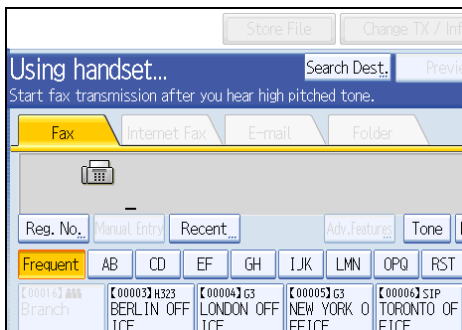 Store File Change TX / Inf
Using handset... Search Dest. Previe
Start fax transmission after you hear high pitched tone.
Fax Internet Fax E-mail Folder
Reg. No. Manual Entry Recent Adv.Features Tone
Frequent AB CD EF GH IJK LMN OPQ RST
【00016】 【00003】H323 【00004】G3 【00005】G3 【00006】SIP
Branch BERLIN OFF LONDON OFF NEW YORK O TORONTO OF
ICE ICE FFICE FICE